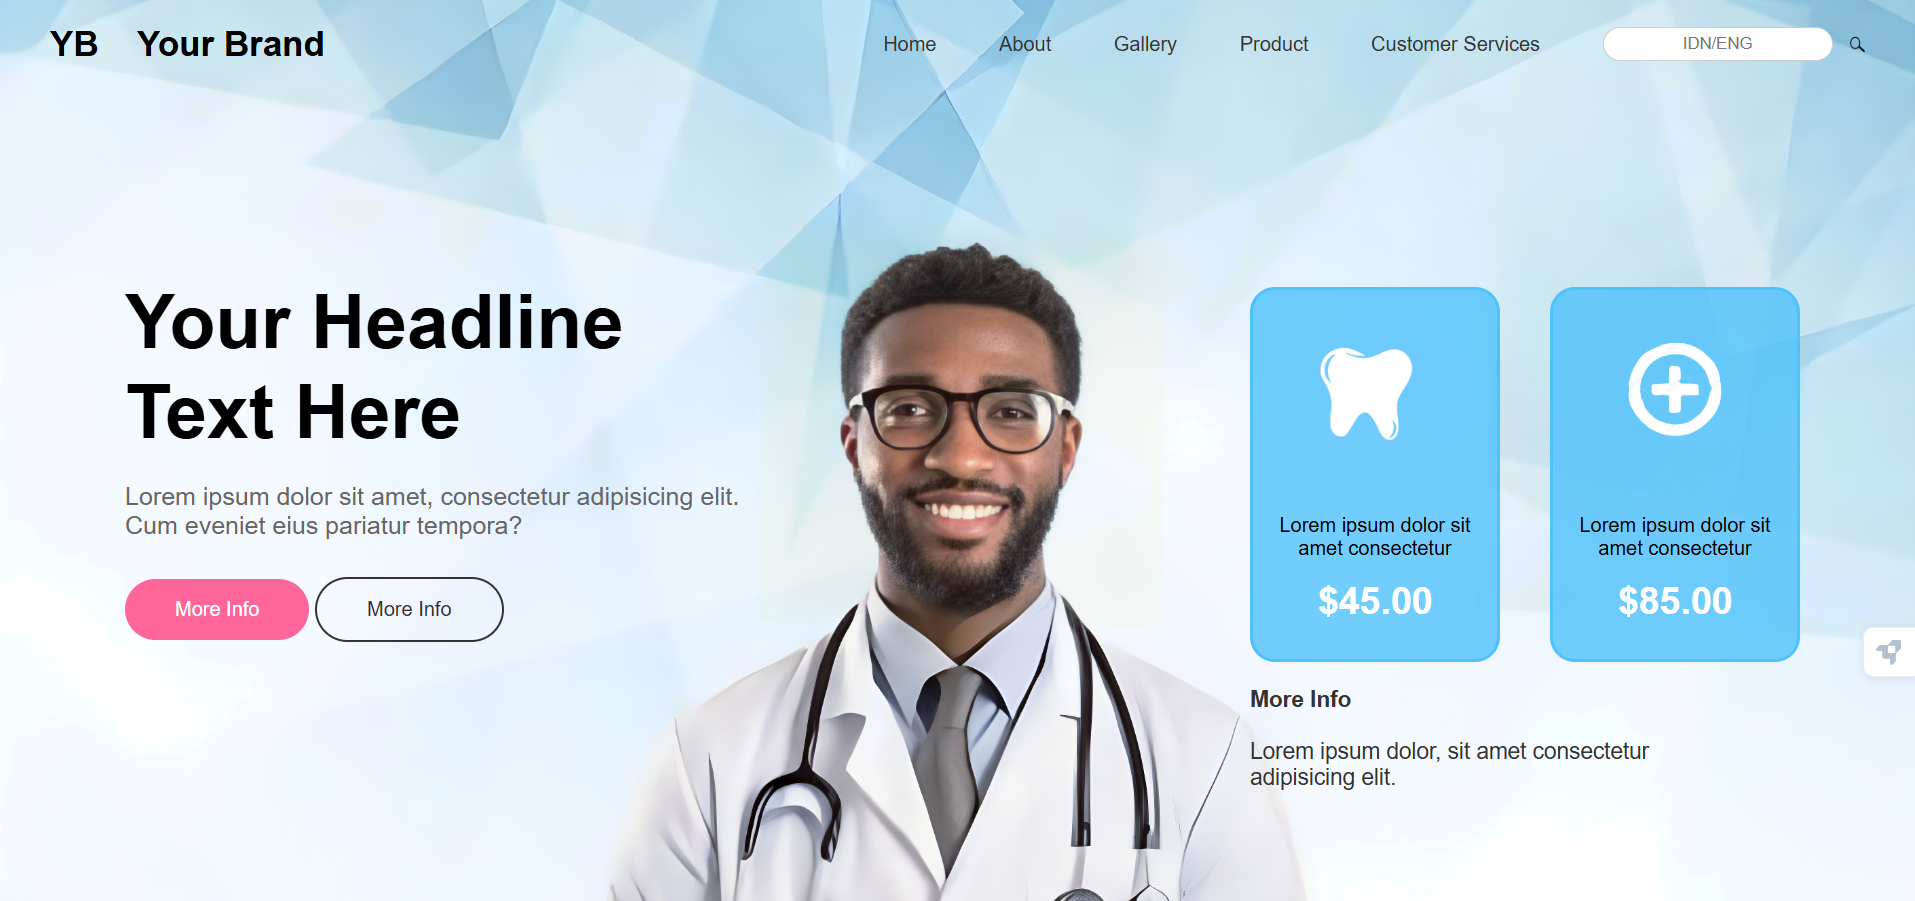 YB Your Brand
Home About Gallery Product Customer Services IDN/ENG
Your Headline
Text Here
Lorem ipsum dolor sit amet, consectetur adipisicing elit.
Cum eveniet eius pariatur tempora?
More Info More Info
Lorem ipsum dolor sit
amet consectetur
$45.00
Lorem ipsum dolor sit
amet consectetur
$85.00
More Info
Lorem ipsum dolor, sit amet consectetur
adipisicing elit.